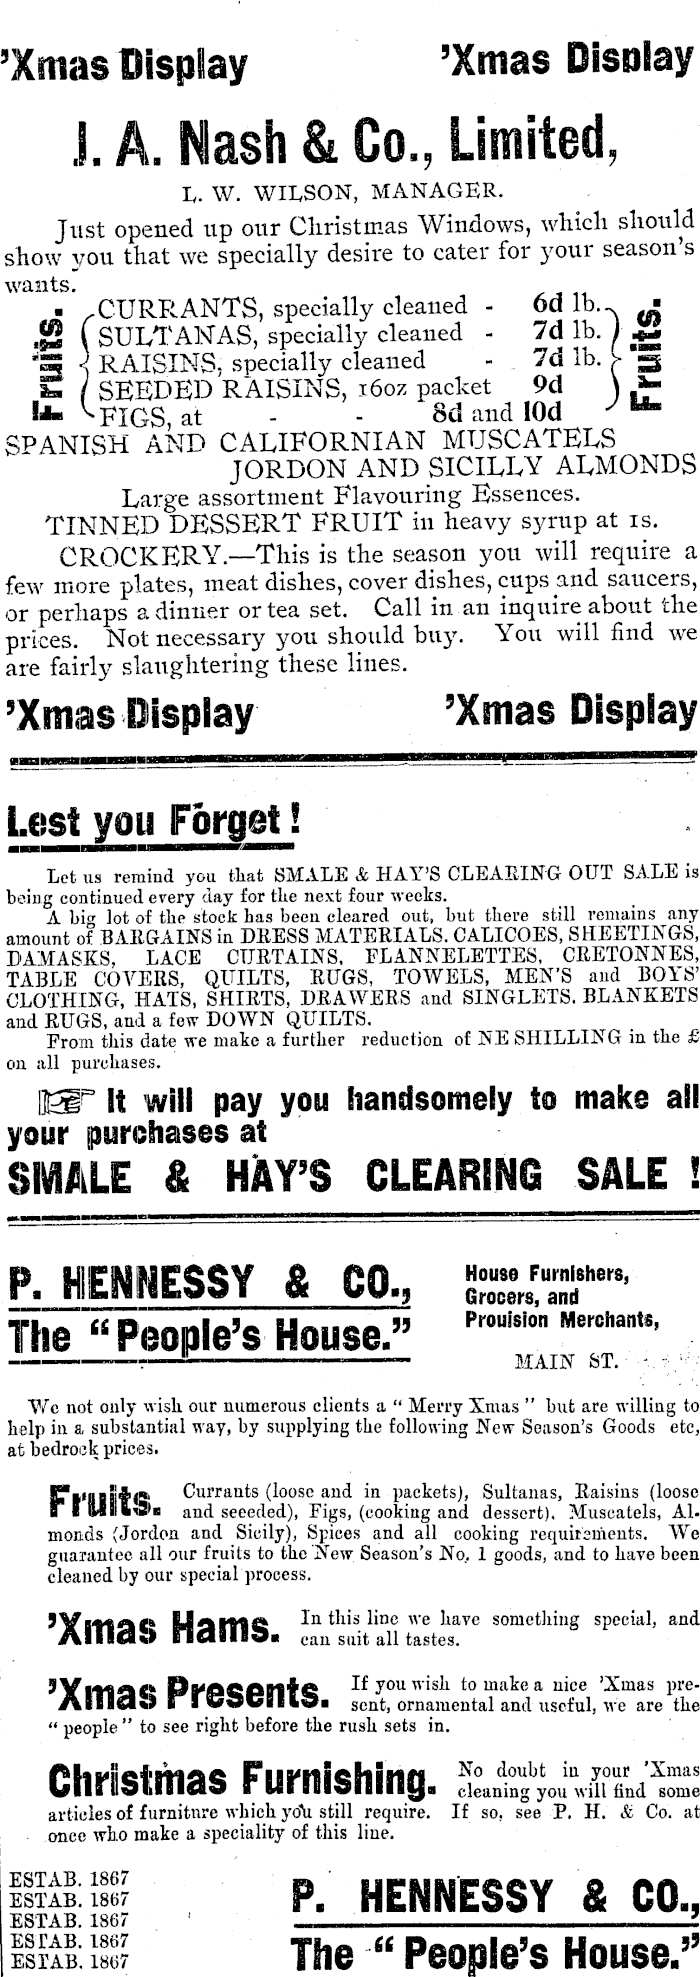 'Xmas Display 'Xmas Display
J. A. Nash & Co., Limited,
L. W. WILSON, MANAGER.
Just opened up our Christmas Windows, which should
show you that we specially desire to cater for your season's
wants.
Fruits.
CURRANTS, specially cleaned - 6d lb.
SULTANAS, specially cleaned - 7d lb.
RAISINS, specially cleaned - 7d lb.
SEEDED RAISINS, 16oz packet 9d
FIGS, at - - 8d and 10d
Fruits.
SPANISH AND CALIFORNIAN MUSCATELS
JORDON AND SICILLY ALMONDS
Large assortment Flavouring Essences.
TINNED DESSERT FRUIT in heavy syrup at 1s.
CROCKERY.—This is the season you will require a
few more plates, meat dishes, cover dishes, cups and saucers,
or perhaps a dinner or tea set. Call in an inquire about the
prices. Not necessary you should buy. You will find we
are fairly slaughtering these lines.
'Xmas Display 'Xmas Display
Lest you Forget!
Let us remind you that SMALE & HAY'S CLEARING OUT SALE is
being continued every day for the next four weeks.
A big lot of the stock has been cleared out, but there still remains any
amount of BARGAINS in DRESS MATERIALS. CALICOES, SHEETINGS,
DAMASKS, LACE CURTAINS, FLANNELETTES, CRETONNES,
TABLE COVERS, QUILTS, RUGS, TOWELS, MEN'S and BOYS'
CLOTHING, HATS, SHIRTS, DRAWERS and SINGLETS. BLANKETS
and RUGS, and a few DOWN QUILTS.
From this date we make a further reduction of NE SHILLING in the £
on all purchases.
☞ It will pay you handsomely to make all
your purchases at
SMALE & HAY'S CLEARING SALE !
P. HENNESSY & CO.,
The "People's House."
House Furnishers,
Grocers, and
Prouision Merchants,
MAIN ST.
We not only wish our numerous clients a "Merry Xmas" but are willing to
help in a substantial way, by supplying the following New Season's Goods etc,
at bedrock prices.
Fruits. Currants (loose and in packets), Sultanas, Raisins (loose
and seeeded), Figs, (cooking and dessert), Muscatels, Al-
monds (Jordon and Sicily), Spices and all cooking requirements. We
guarantee all our fruits to the New Season's No. 1 goods, and to have been
cleaned by our special process.
'Xmas Hams. In this line we have something special, and
can suit all tastes.
'Xmas Presents. If you wish to make a nice 'Xmas pre-
sent, ornamental and useful, we are the
"people" to see right before the rush sets in.
Christmas Furnishing. No doubt in your 'Xmas
cleaning you will find some
articles of furniture which you still require. If so, see P. H. & Co. at
once who make a speciality of this line.
ESTAB. 1867
ESTAB. 1867
ESTAB. 1867
ESTAB. 1867
ESTAB. 1867
P. HENNESSY & CO.,
The "People's House."